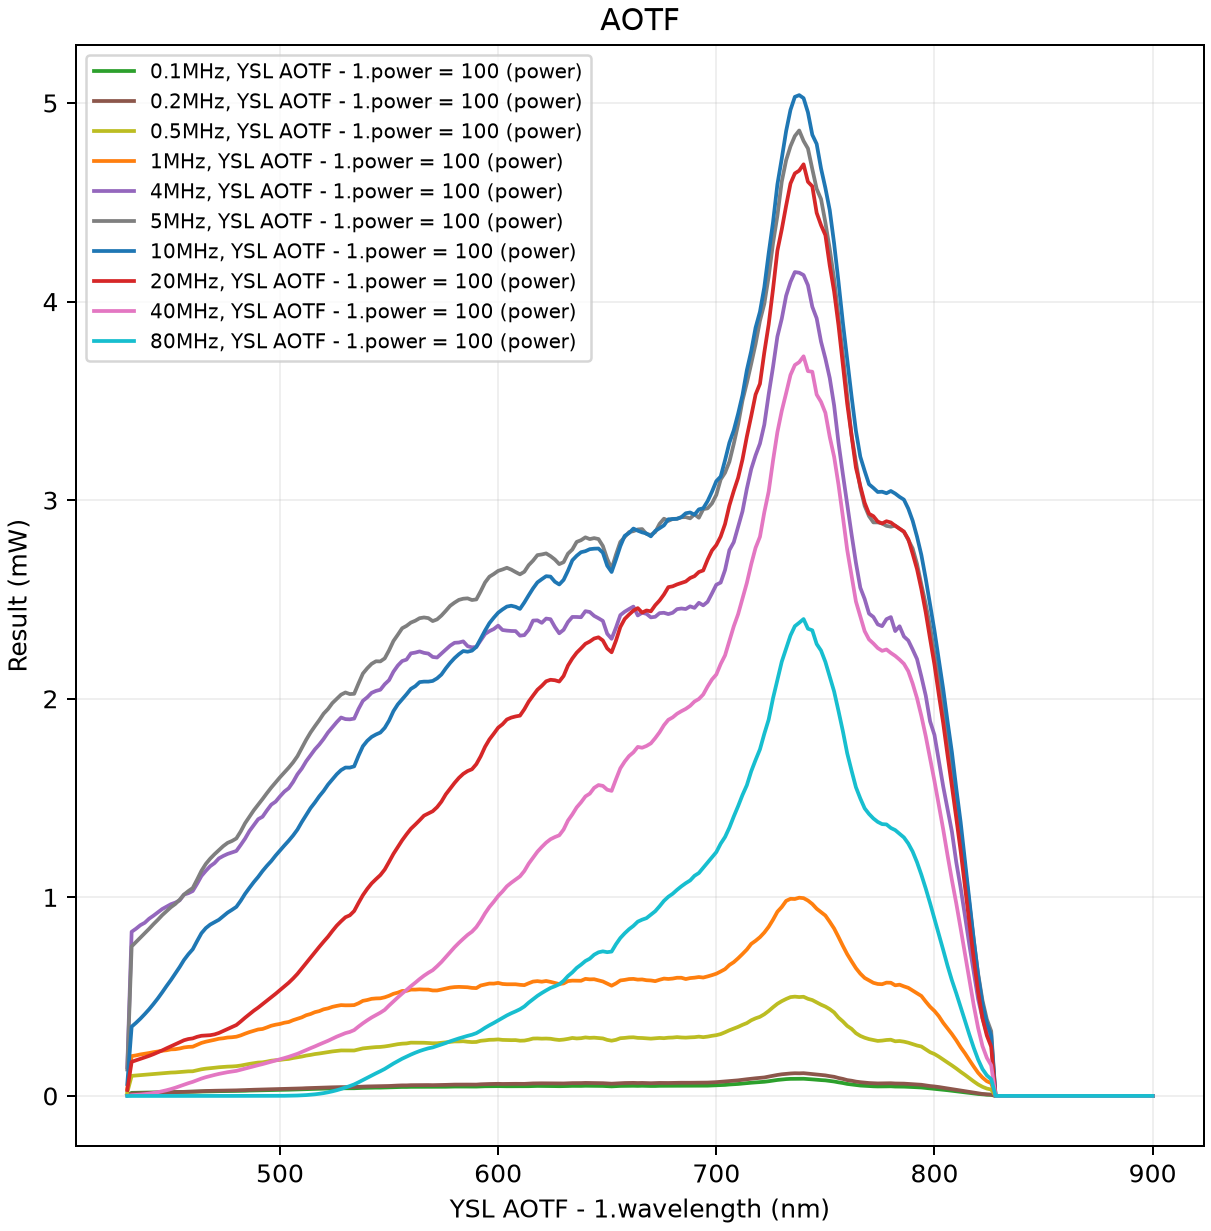 AOTF
0.1MHz, YSL AOTF - 1.power = 100 (power)
0.2MHz, YSL AOTF - 1.power = 100 (power)
0.5MHz, YSL AOTF - 1.power = 100 (power)
1MHz, YSL AOTF - 1.power = 100 (power)
4MHz, YSL AOTF - 1.power = 100 (power)
5MHz, YSL AOTF - 1.power = 100 (power)
10MHz, YSL AOTF - 1.power = 100 (power)
20MHz, YSL AOTF - 1.power = 100 (power)
40MHz, YSL AOTF - 1.power = 100 (power)
80MHz, YSL AOTF - 1.power = 100 (power)
5
4
3
2
1
0
Result (mW)
500 600 700 800 900
YSL AOTF - 1.wavelength (nm)